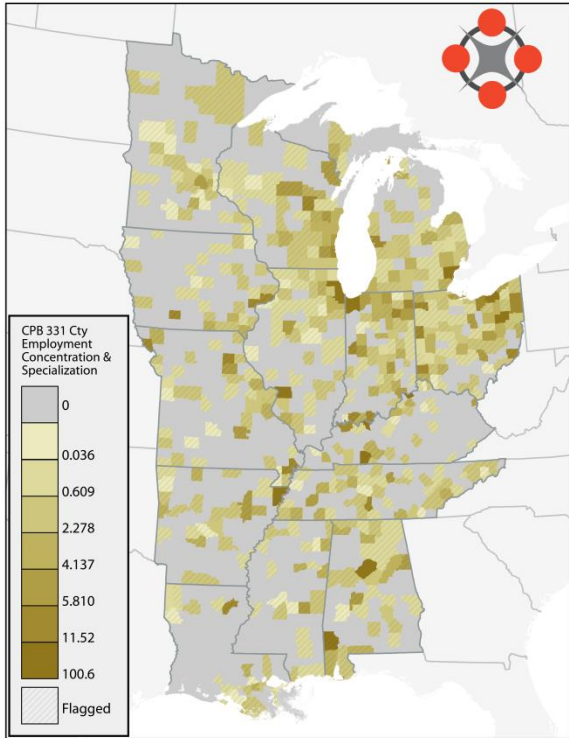 CPB 331 Cty
Employment
Concentration &
Specialization
0
0.036
0.609
2.278
4.137
5.810
11.52
100.6
Flagged